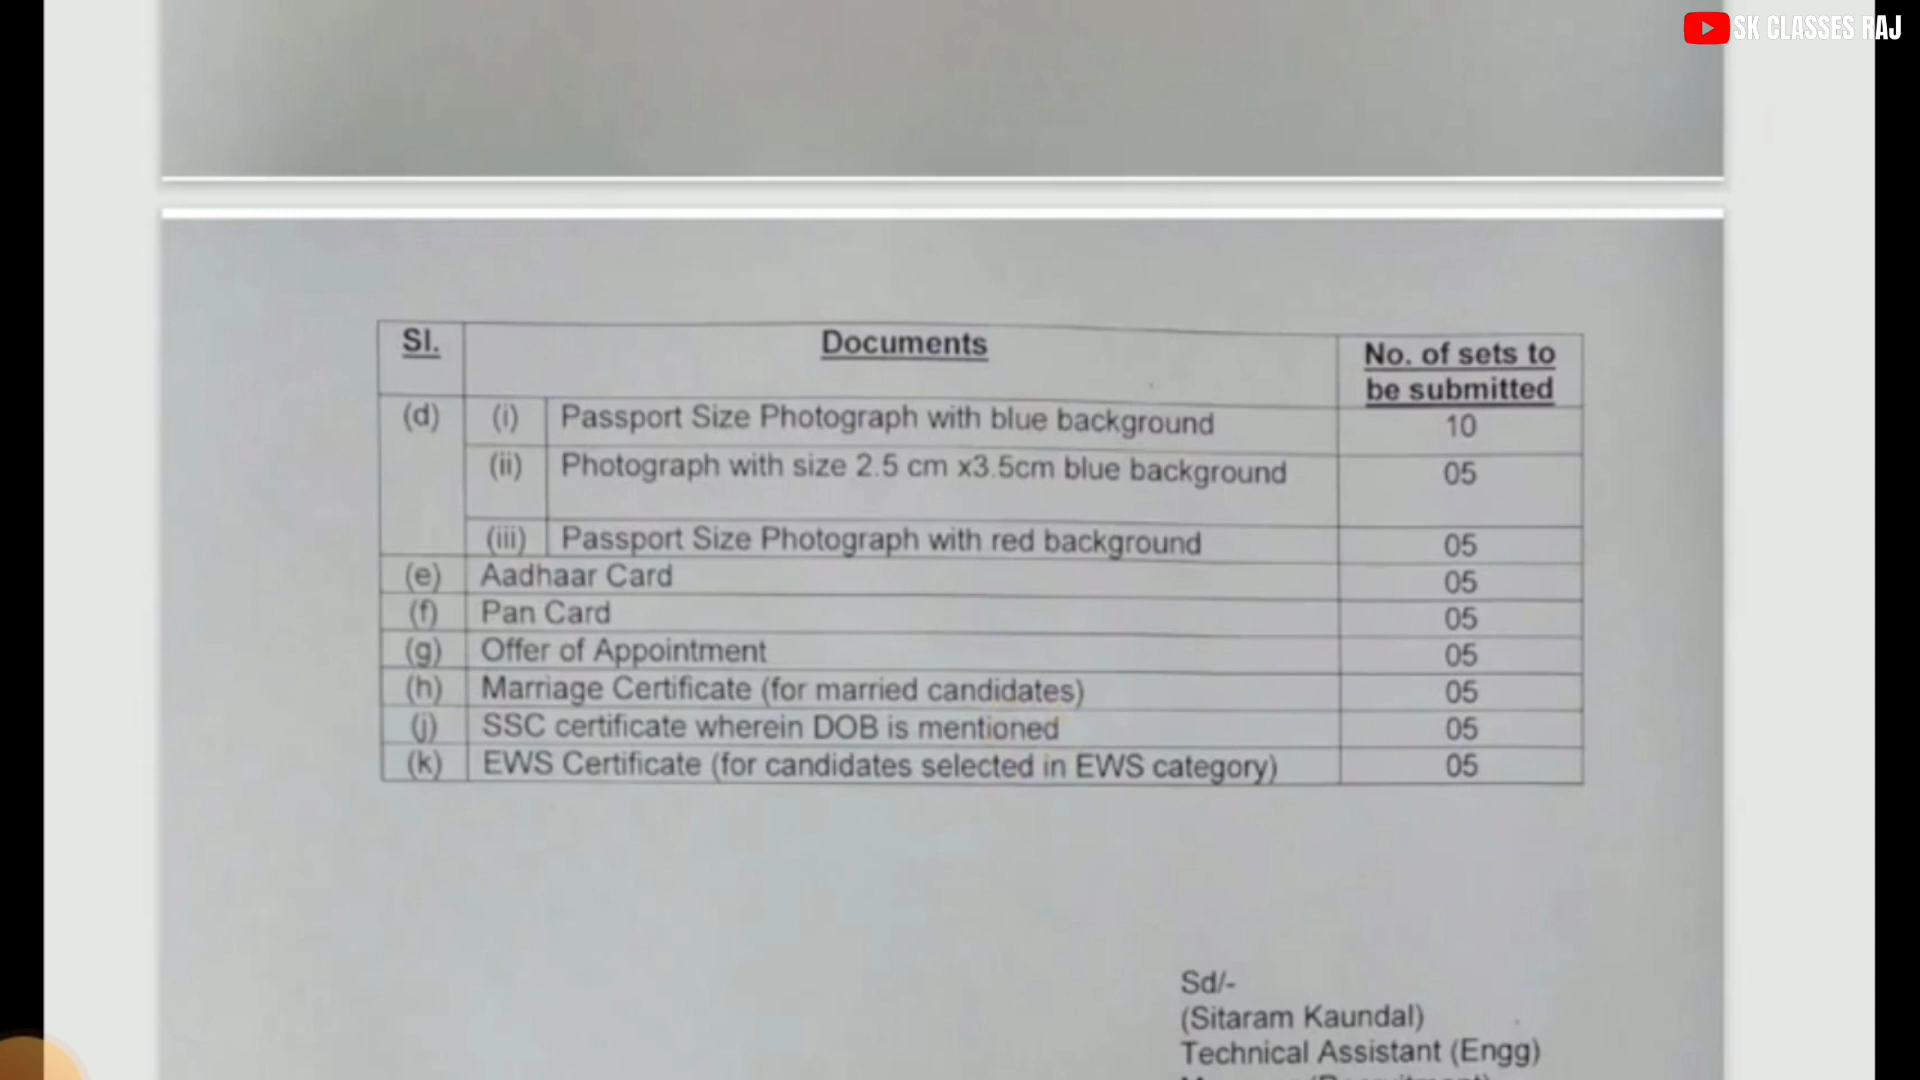 SK CLASSES RAJ
Sl. Documents No. of sets to be submitted
(d) (i) Passport Size Photograph with blue background 10
(ii) Photograph with size 2.5 cm x3.5cm blue background 05
(iii) Passport Size Photograph with red background 05
(e) Aadhaar Card 05
(f) Pan Card 05
(g) Offer of Appointment 05
(h) Marriage Certificate (for married candidates) 05
(j) SSC certificate wherein DOB is mentioned 05
(k) EWS Certificate (for candidates selected in EWS category) 05
Sd/-
(Sitaram Kaundal)
Technical Assistant (Engg)